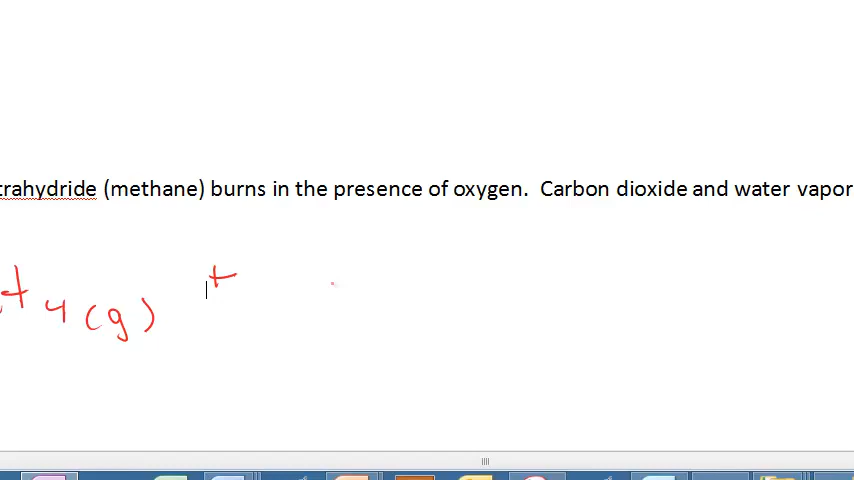 trahydride (methane) burns in the presence of oxygen. Carbon dioxide and water vapor
4 (g) +